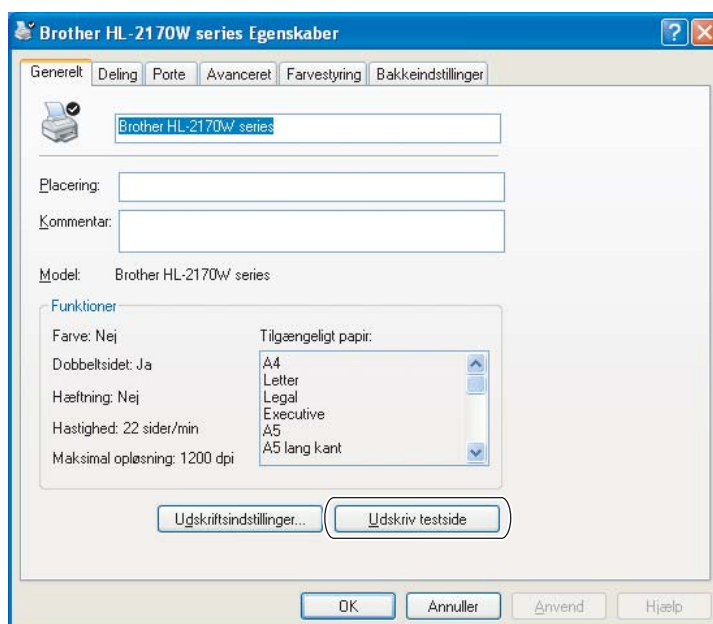 Brother HL-2170W series Egenskaber
Generelt Deling Porte Avanceret Farvestyring Bakkeindstillinger
Brother HL-2170W series
Placering:
Kommentar:
Model: Brother HL-2170W series
Funktioner
Farve: Nej
Dobbeltsidet: Ja
Hæftning: Nej
Hastighed: 22 sider/min
Maksimal opløsning: 1200 dpi
Tilgængeligt papir:
A4
Letter
Legal
Executive
A5
A5 lang kant
Udskriftsindstillinger... Udskriv testside
OK Annuller Anvend Hjælp